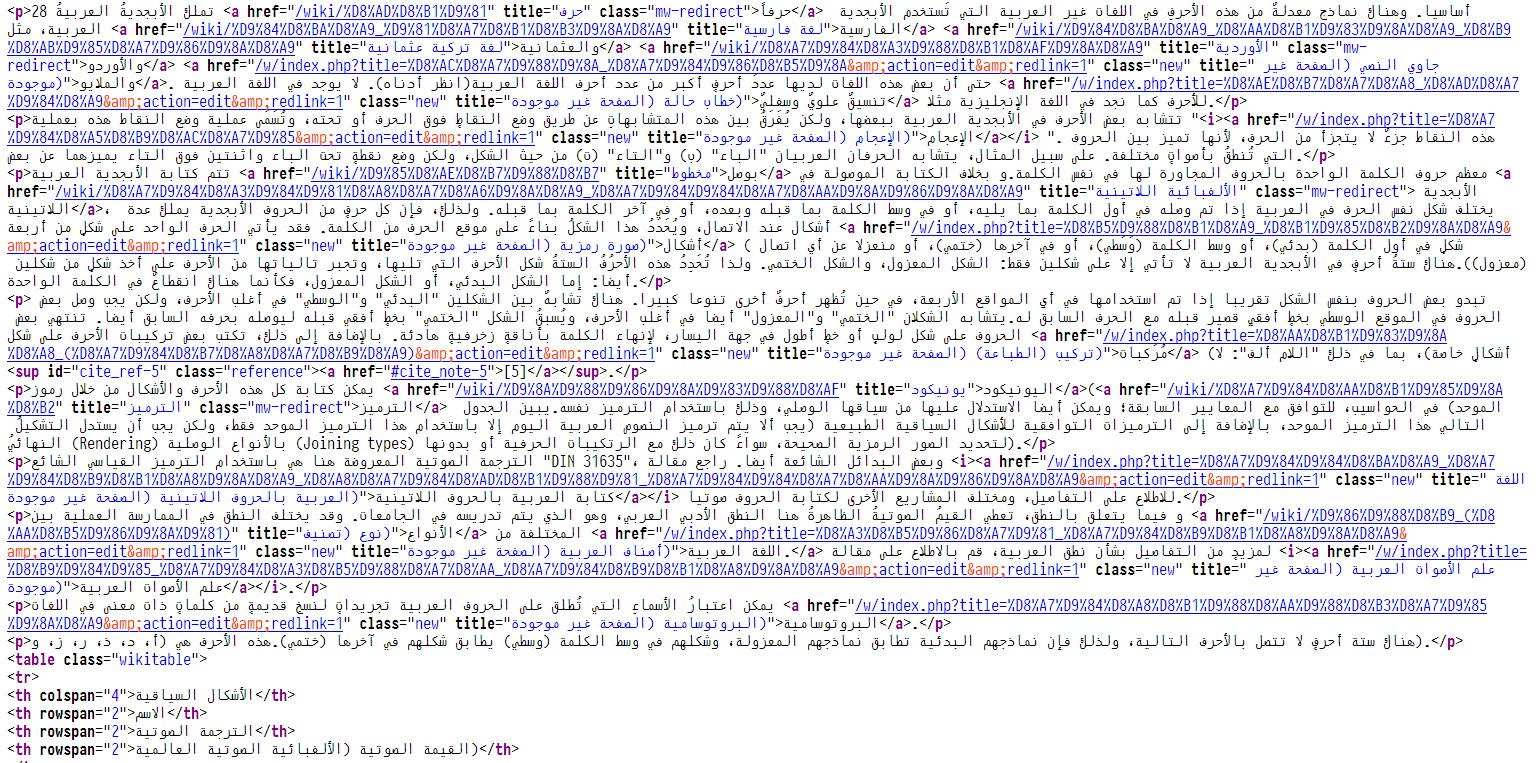 <p>تملك الأبجدية العربيةُ 28 <a href="/wiki/%D8%AD%D8%B1%D9%81" title="حرف" class="mw-redirect">حرفاً</a> أساسيا. وهناك نماذج معدلةٌ من هذه الأحرفِ في اللغاة غير العربية التي تَستخدم الأبجدية
العربية، مثل <a href="/wiki/%D9%84%D8%BA%D8%A9_%D9%81%D8%A7%D8%B1%D8%B3%D9%8A%D8%A9" title="لغة فارسية">الفارسية</a> <a href="/wiki/%D9%84%D8%BA%D8%A9_%D8%AA%D8%B1%D9%83%D9%8A%D8%A9_%D8%B9
%D8%AB%D9%85%D8%A7%D9%86%D9%8A%D8%A9" title="لغة تركية عثمانية">والعثمانية</a> <a href="/wiki/%D8%A7%D9%84%D8%A3%D9%88%D8%B1%D8%AF%D9%8A%D8%A9" title="الأوردية" class="mw-
redirect">والأوردو</a> <a href="/w/index.php?title=%D8%AC%D8%A7%D9%88%D9%8A_%D8%A7%D9%84%D9%86%D8%B5%D9%8A&amp;action=edit&amp;redlink=1" class="new" title="جاوي النصي (الصفحة غير
موجودة)">والملايو</a>. حتى أن بعض هذه اللغاة لديها عددُ أحرفٍ أكبر من عدد أحرف اللغة العربية(انظر أدناه). لا يوجد في اللغة العربية <a href="/w/index.php?title=%D8%AE%D8%B7%D8%A7%D8%A8_%D8%AD%D8%A7
%D9%84%D8%A9&amp;action=edit&amp;redlink=1" class="new" title="خطاب حالة (الصفحة غير موجودة)">تنسيقٌ علويٌ وسفليٌ</a> للأحرف كما نجد في اللغة الإنجليزية مثلا.</p>
<p>تتشابه بعض الأحرفِ في الأبجدية العربية ببعضها، ولكن يُفَرَقُ بين هذه المتشابهاةِ عن طريق وضع النقاطِ فوق الحرف أو تحته، وتُسَمَى عملية وضع النقاط هذه بعملية "<i><a href="/w/index.php?title=%D8%A7
%D9%84%D8%A5%D8%B9%D8%AC%D8%A7%D9%85&amp;action=edit&amp;redlink=1" class="new" title="الإعجام (الصفحة غير موجودة)">الإعجام</a></i>". هذه النقاط جزءٌ لا يتجزأ من الحرف، لأنها تميز بين الحروف
التي تُنطقُ بأصواةٍ مختلفة. على سبيل المثال، يتشابه الحرفان العربيان "الباء" (ب) و"التاء" (ة) من حيث الشكل، ولكن وضع نقطةٍ تحة الباء واثنتين فوق التاء يميزهما عن بعض.</p>
<p>تتم كتابة الأبجدية العربية <a href="/wiki/%D9%85%D8%AE%D8%B7%D9%88%D8%B7" title="مخطوط">بوصل</a> معظم حروف الكلمة الواحدة بالحروف المجاورة لها في نفس الكلمة.و بخلاف الكتابة الموصولة في <a
href="/wiki/%D8%A7%D9%84%D8%A3%D9%84%D9%81%D8%A8%D8%A7%D8%A6%D9%8A%D8%A9_%D8%A7%D9%84%D9%84%D8%A7%D8%AA%D9%8A%D9%86%D9%8A%D8%A9" title="الألفبائية اللاتينية" class="mw-redirect">الأبجدية
اللاتينية</a>، يختلف شكل نفس الحرف في العربية إذا تم وصله في أول الكلمة بما يليه، أو في وسط الكلمة بما قبله وبعده، أو في آخر الكلمة بما قبله. ولذلك، فإن كل حرفٍ من الحروف الأبجدية يملك عدة
أشكال عند الاتصال، ويُحَدَدُ هذا الشكلُ بناءً على موقع الحرف من الكلمة. فقد يأتي الحرف الواحد على شكلٍ من أربعة <a href="/w/index.php?title=%D8%B5%D9%88%D8%B1%D8%A9_%D8%B1%D9%85%D8%B2%D9%8A%D8%A9&
amp;action=edit&amp;redlink=1" class="new" title="صورة رمزية (الصفحة غير موجودة)">أشكال</a> (شكلٍ في أول الكلمة (بدئي)، أو وسط الكلمة (وَسَطي)، أو في آخرها (ختمي)، أو منعزلا عن أي اتصال
(معزول)).هناك ستةُ أحرفٍ في الأبجدية العربية لا تأتي إلا على شكلين فقط: الشكل المعزول، والشكل الختمي. ولذا تُحَدِدُ هذه الأحرُفُ الستةُ شكل الأحرف التي تليها، وتجبر تالياتها من الأحرفِ على أخذ شكلٍ من شكلين
أيضا: إما الشكل البدئي، أو الشكل المعزول، فكأنما هناك انقطاعٌ في الكلمة الواحدة.</p>
<p>تبدو بعض الحروف بنفس الشكل تقريبا إذا تم استخدامها في أي المواقع الأربعة، في حين تُظهر أحرفٌ أخرى تنوعا كبيرا. هناك تشابهٌ بين الشكلين "البدئي" و"الوسطي" في أغلب الأحرف، ولكن يجب وصل بعض
الحروف في الموقع الوسطي بخطٍ أفقيٍ قصيرٍ قبله مع الحرف السابق له.يتشابه الشكلان "الختمي" و"المعزول" أيضا في أغلب الأحرف، ويُسبقُ الشكل "الختمي" بخطٍ أفقيٍ قبله ليوصله بحرفه السابق أيضا. تنتهي بعض
الحروف على شكل لولبٍ أو خطٍ أطول في جهة اليسار، لإنهاء الكلمة بأناقةٍ زخرفيةٍ هادئة. بالإضافة إلى ذلك، تكتب بعض تركيبات الأحرف على شكل <a href="/w/index.php?title=%D8%AA%D8%B1%D9%83%D9%8A
%D8%A8_(%D8%A7%D9%84%D8%B7%D8%A8%D8%A7%D8%B9%D8%A9)&amp;action=edit&amp;redlink=1" class="new" title="تركيب (الطباعة) (الصفحة غير موجودة)">مُرَكباة</a> (أشكالٍ خاصة)، بما في ذلك "اللام ألف": لا
<sup id="cite_ref-5" class="reference"><a href="#cite_note-5">[5]</a></sup>.</p>
<p>يمكن كتابة كل هذه الأحرف والأشكال من خلال رموز <a href="/wiki/%D9%8A%D9%88%D9%86%D9%8A%D9%83%D9%88%D8%AF" title="يونيكود">اليونيكود</a>(<a href="/wiki/%D8%A7%D9%84%D8%AA%D8%B1%D9%85%D9%8A
%D8%B2" title="الترميز" class="mw-redirect">الترميز</a> الموحد) في الحواسيب، للتوافق مع المعايير السابقة؛ ويمكن أيضا الاستدلال عليها من سياقها الوصلي، وذلك باستخدام الترميز نفسه.يبين الجدول
التالي هذا الترميز الموحد، بالإضافة إلى الترميزاة التوافقية للأشكال السياقية الطبيعية (يجب ألا يتم ترميز النصوص العربية اليوم إلا باستخدام هذا الترميز الموحد فقط، ولكن يجب أن يستدل التشكيلُ
النهائيُ (Rendering) بالأنواع الوصلية (Joining types) لتحديد الصور الرمزية الصحيحة، سواءً كان ذلك مع الرتكيباة الحرفية أو بدونها).</p>
<p>الترجمة الصوتية المعروضة هنا هي باستخدام الترميز القياسي الشائع "DIN 31635"، وبعض البدائل الشائعة أيضا. راجع مقالة <i><a href="/w/index.php?title=%D8%A7%D9%84%D9%84%D8%BA%D8%A9_%D8%A7
%D9%84%D8%B9%D8%B1%D8%A8%D9%8A%D8%A9_%D8%A8%D8%A7%D9%84%D8%AD%D8%B1%D9%88%D9%81_%D8%A7%D9%84%D9%84%D8%A7%D8%AA%D9%8A%D9%86%D9%8A%D8%A9&amp;action=edit&amp;redlink=1" class="new" title="اللغة
العربية بالحروف اللاتينية (الصفحة غير موجودة)">كتابة العربية بالحروف اللاتينية</a></i> للاطلاع على التفاصيل، ومختلف المشاريع الأخرى لكتابة الحروف صوتيا.</p>
<p>و فيما يتعلق بالنطق، تعطي القيمُ الصوتيةُ الظاهرةُ هنا النطق الأدبي العربي، وهو الذي يتم تدريسه في الجامعاة. وقد يختلف النطق في الممارسة العملية بين <a href="/wiki/%D9%86%D9%88%D8%B9_(%D8
%AA%D8%B5%D9%86%D9%8A%D9%81)" title="نوع (تصنيف)">الأنواع</a> المختلفة من <a href="/w/index.php?title=%D8%A3%D8%B5%D9%86%D8%A7%D9%81_%D8%A7%D9%84%D8%B9%D8%B1%D8%A8%D9%8A%D8%A9&
amp;action=edit&amp;redlink=1" class="new" title="أصناف العربية (الصفحة غير موجودة)">اللغة العربية</a>. لمزيدٍ من التفاصيل بشأن نطق العربية، قم بالاطلاع على مقالة <i><a href="/w/index.php?title=
%D8%B9%D9%84%D9%85_%D8%A7%D9%84%D8%A3%D8%B5%D9%88%D8%A7%D8%AA_%D8%A7%D9%84%D8%B9%D8%B1%D8%A8%D9%8A%D8%A9&amp;action=edit&amp;redlink=1" class="new" title="علم الأصواة العربية (الصفحة غير
موجودة)">علم الأصواة العربية</a></i>.</p>
<p>يمكن اعتبارُ الأسماءِ التي تُطلق على الحروف العربية تجريداةٍ لنسخٍ قديمةٍ من كلماةٍ ذاة معنى في اللغاة <a href="/w/index.php?title=%D8%A7%D9%84%D8%A8%D8%B1%D9%88%D8%AA%D9%88%D8%B3%D8%A7%D9%85
%D9%8A%D8%A9&amp;action=edit&amp;redlink=1" class="new" title="البروتوسامية (الصفحة غير موجودة)">البروتوسامية</a>.</p>
<p>هناك ستة أحرفٍ لا تتصل بالأحرف التالية، ولذلك فإن نماذجهم البدئية تطابق نماذجهم المعزولة، وشكلهم في وسط الكلمة (وسطي) يطابق شكلهم في آخرها (ختمي).هذه الأحرف هي (أ، د، ذ، ر، ز، و).</p>
<table class="wikitable">
<tr>
<th colspan="4">الأشكال السياقية</th>
<th rowspan="2">الاسم</th>
<th rowspan="2">الترجمة الصوتية</th>
<th rowspan="2">القيمة الصوتية (الألفبائية الصوتية العالمية)</th>